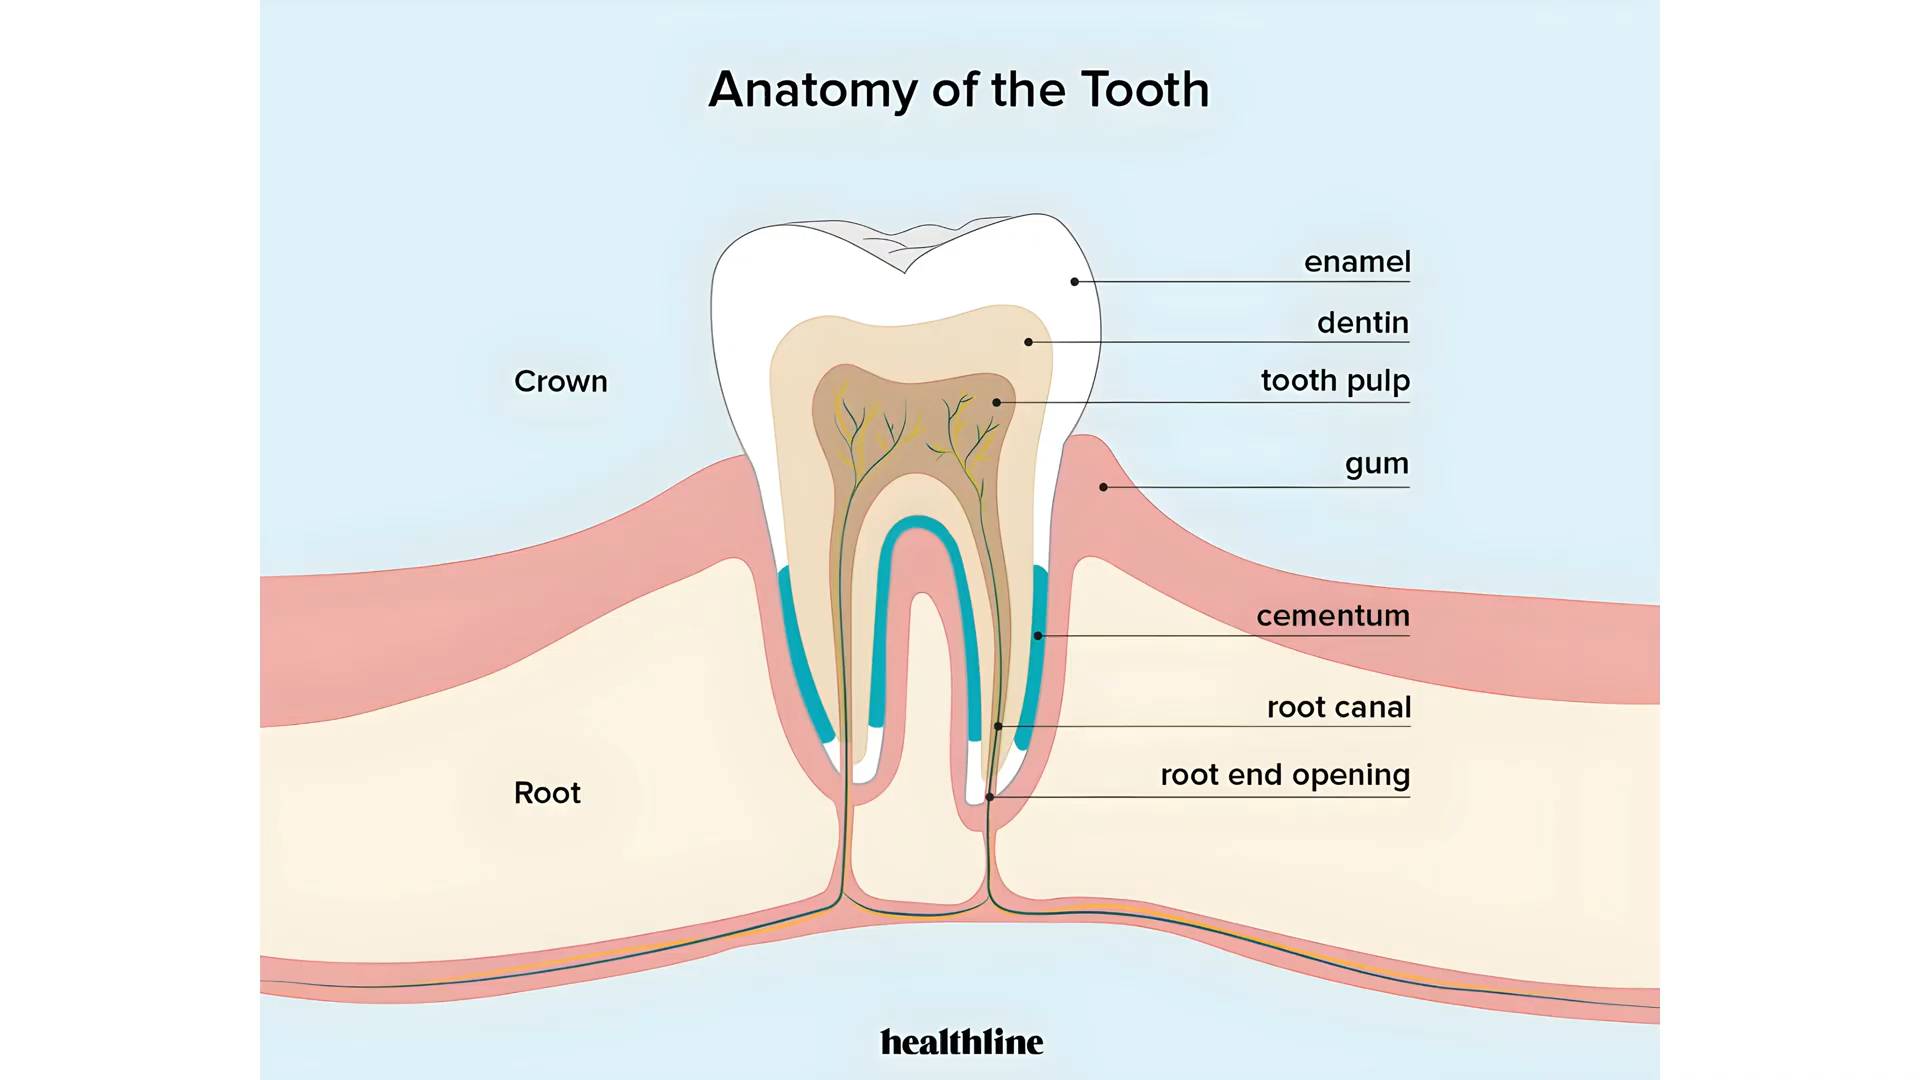 Anatomy of the Tooth
enamel
dentin
tooth pulp
Crown
gum
cementum
root canal
root end opening
Root
healthline